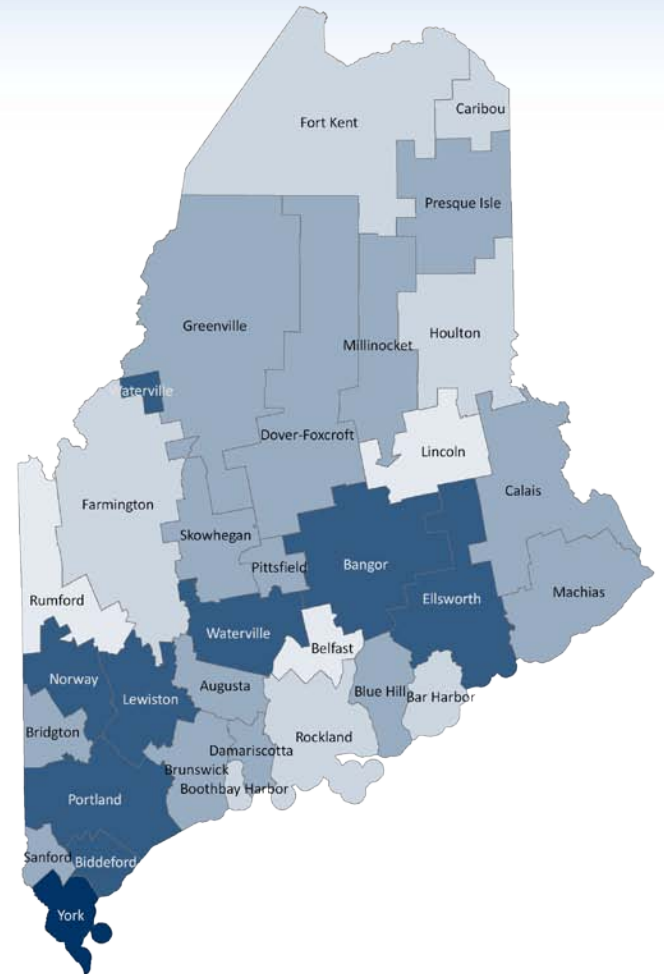 Caribou
Fort Kent
Presque Isle
Greenville
Houlton
Millinocket
Waterville
Dover-Foxcroft
Lincoln
Calais
Farmington
Skowhegan
Pittsfield
Bangor
Machias
Rumford
Ellsworth
Waterville
Belfast
Norway
Augusta
Lewiston
Blue Hill
Bar Harbor
Bridgton
Rockland
Damariscotta
Brunswick
Boothbay Harbor
Portland
Sanford
Biddeford
York